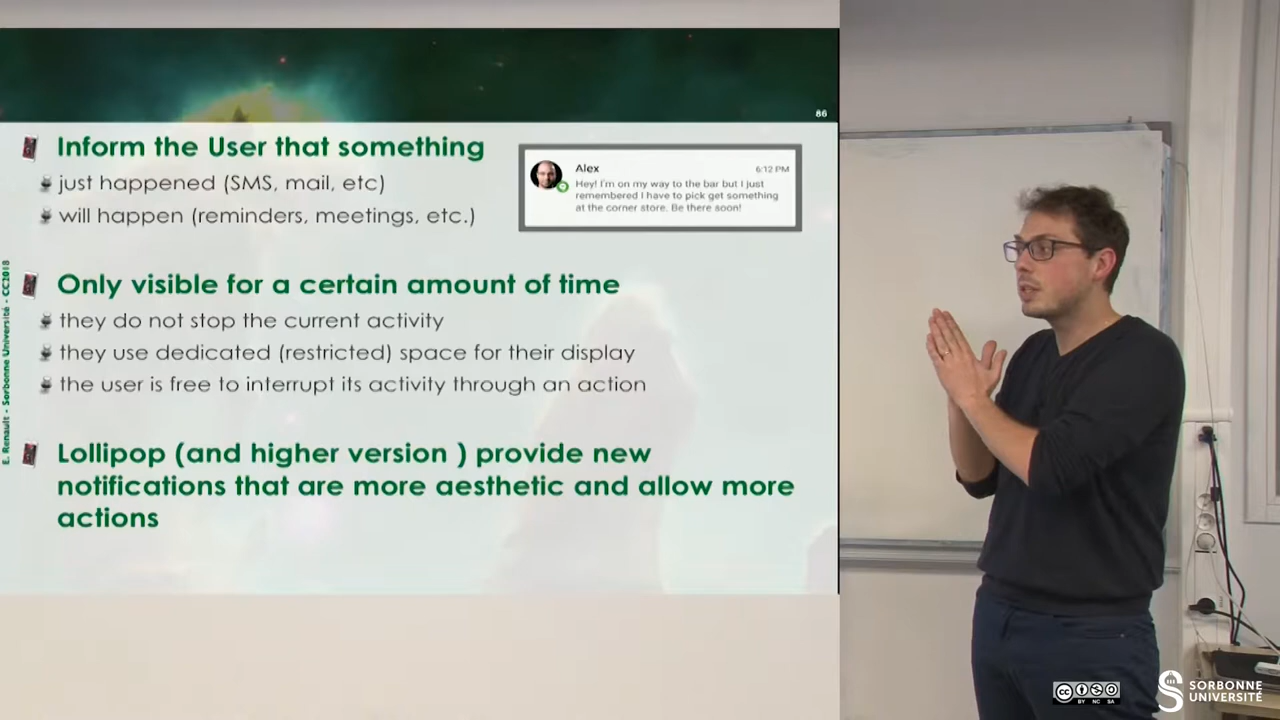 86
Inform the User that something
just happened (SMS, mail, etc)
will happen (reminders, meetings, etc.)
Alex
6:12 PM
Hey! I'm on my way to the bar but I just
remembered I have to pick get something
at the corner store. Be there soon!
Only visible for a certain amount of time
they do not stop the current activity
they use dedicated (restricted) space for their display
the user is free to interrupt its activity through an action
Lollipop (and higher version ) provide new
notifications that are more aesthetic and allow more
actions
E. Renault - Sorbonne Université - CC2018
CC BY NC SA
SORBONNE
UNIVERSITÉ